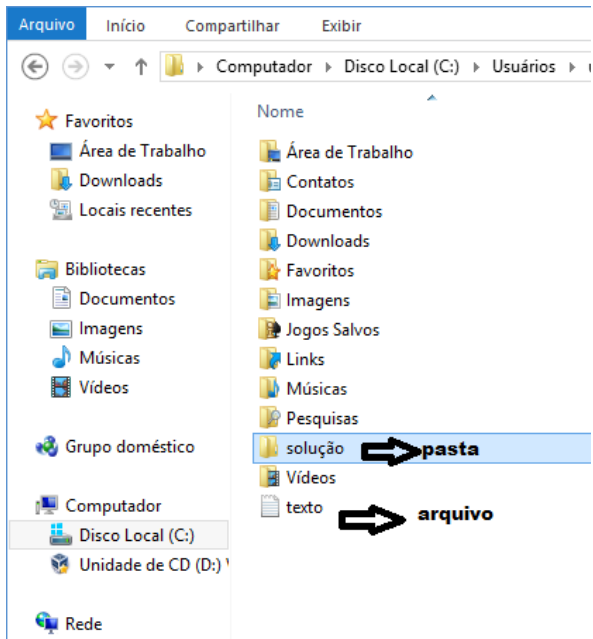 Arquivo Início Compartilhar Exibir
Computador Disco Local (C:) Usuários
Favoritos
Área de Trabalho
Downloads
Locais recentes
Bibliotecas
Documentos
Imagens
Músicas
Vídeos
Grupo doméstico
Computador
Disco Local (C:)
Unidade de CD (D:)
Rede
Nome
Área de Trabalho
Contatos
Documentos
Downloads
Favoritos
Imagens
Jogos Salvos
Links
Músicas
Pesquisas
solução pasta
Vídeos
texto arquivo